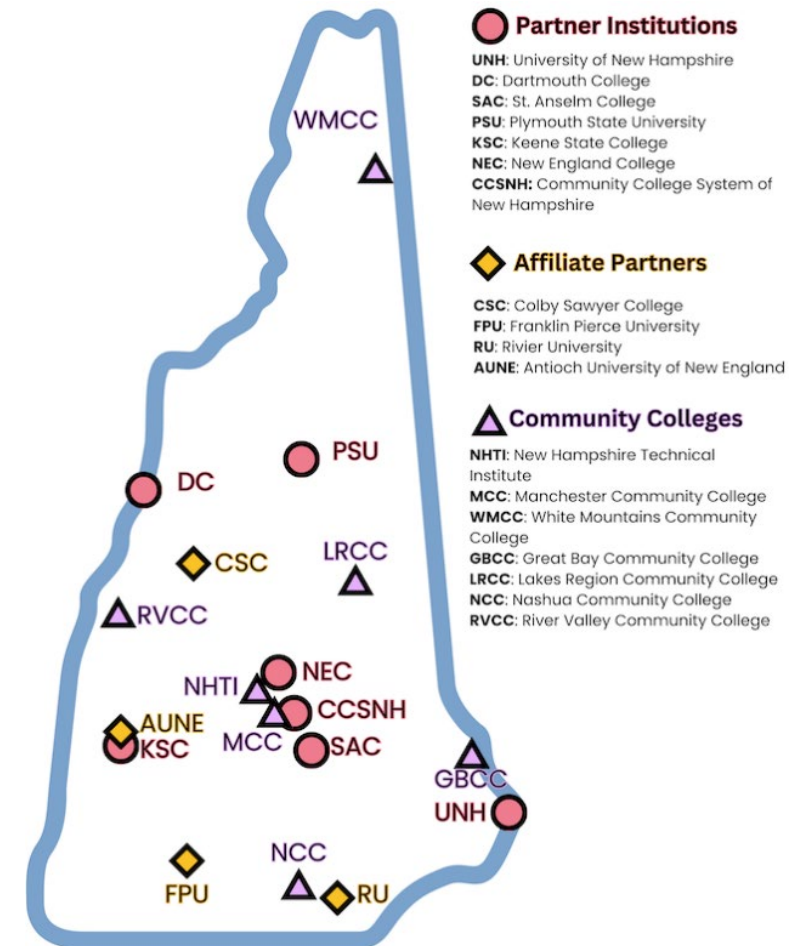 WMCC
PSU
DC
LRCC
CSC
RVCC
NEC
NHTI
CCSNH
AUNE
MCC
SAC
KSC
GBCC
UNH
NCC
FPU
RU
Partner Institutions
UNH: University of New Hampshire
DC: Dartmouth College
SAC: St. Anselm College
PSU: Plymouth State University
KSC: Keene State College
NEC: New England College
CCSNH: Community College System of
New Hampshire
Affiliate Partners
CSC: Colby Sawyer College
FPU: Franklin Pierce University
RU: Rivier University
AUNE: Antioch University of New England
Community Colleges
NHTI: New Hampshire Technical
Institute
MCC: Manchester Community College
WMCC: White Mountains Community
College
GBCC: Great Bay Community College
LRCC: Lakes Region Community College
NCC: Nashua Community College
RVCC: River Valley Community College